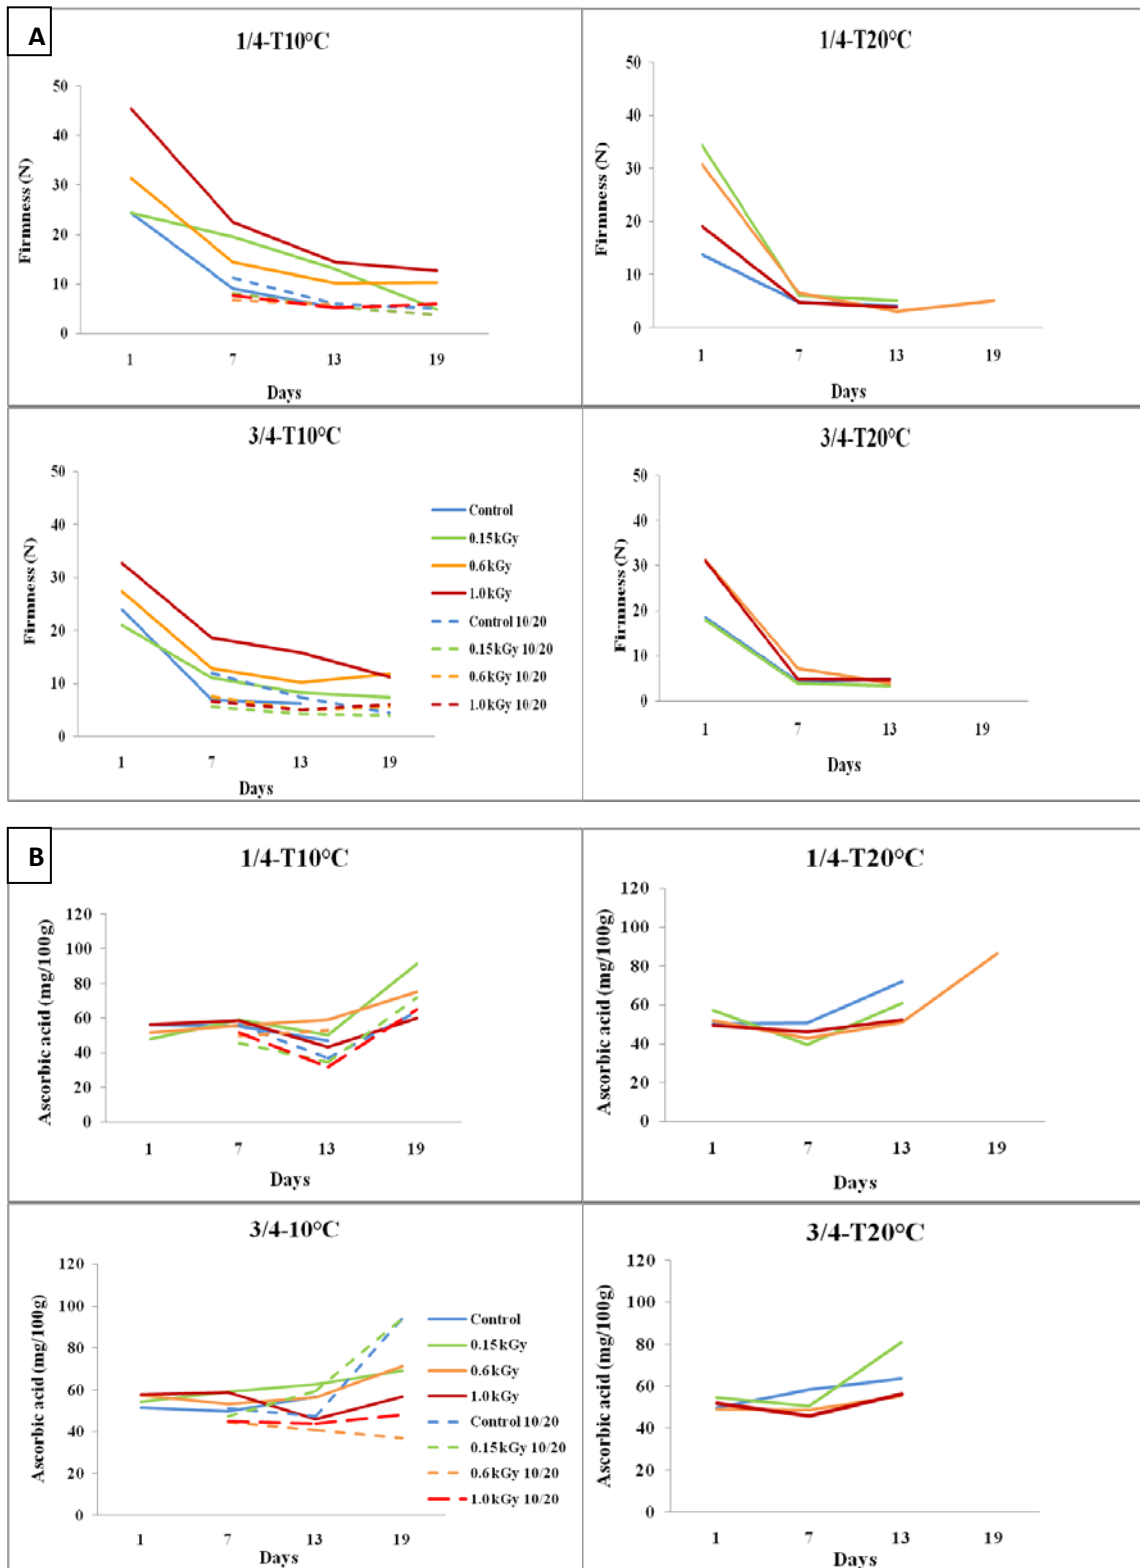 A
1/4-T10°C
50
40
30
20
10
0
Firmness (N)
1 7 13 19
Days
1/4-T20°C
50
40
30
20
10
0
Firmness (N)
1 7 13 19
Days
3/4-T10°C
50
40
30
20
10
0
Firmness (N)
1 7 13 19
Days
Control
0.15kGy
0.6kGy
1.0kGy
Control 10/20
0.15kGy 10/20
0.6kGy 10/20
1.0kGy 10/20
3/4-T20°C
50
40
30
20
10
0
Firmness (N)
1 7 13 19
Days
B
1/4-T10°C
120
100
80
60
40
20
0
Ascorbic acid (mg/100g)
1 7 13 19
Days
1/4-T20°C
120
100
80
60
40
20
0
Ascorbic acid (mg/100g)
1 7 13 19
Days
3/4-10°C
120
100
80
60
40
20
0
Ascorbic acid (mg/100g)
1 7 13 19
Days
Control
0.15kGy
0.6kGy
1.0kGy
Control 10/20
0.15kGy 10/20
0.6kGy 10/20
1.0kGy 10/20
3/4-T20°C
120
100
80
60
40
20
0
Ascorbic acid (mg/100g)
1 7 13 19
Days